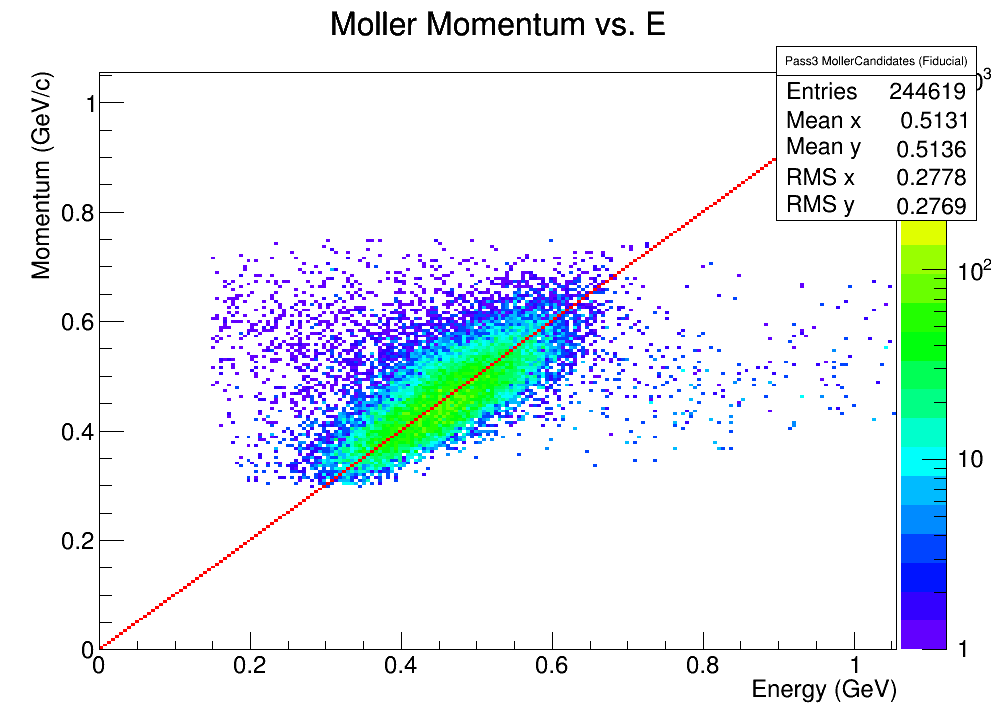 Moller Momentum vs. E
Pass3 MollerCandidates (Fiducial)
Entries 244619
Mean x 0.5131
Mean y 0.5136
RMS x 0.2778
RMS y 0.2769
Momentum (GeV/c)
1
0.8
0.6
0.4
0.2
0
0 0.2 0.4 0.6 0.8 1
Energy (GeV)
10²
10
1